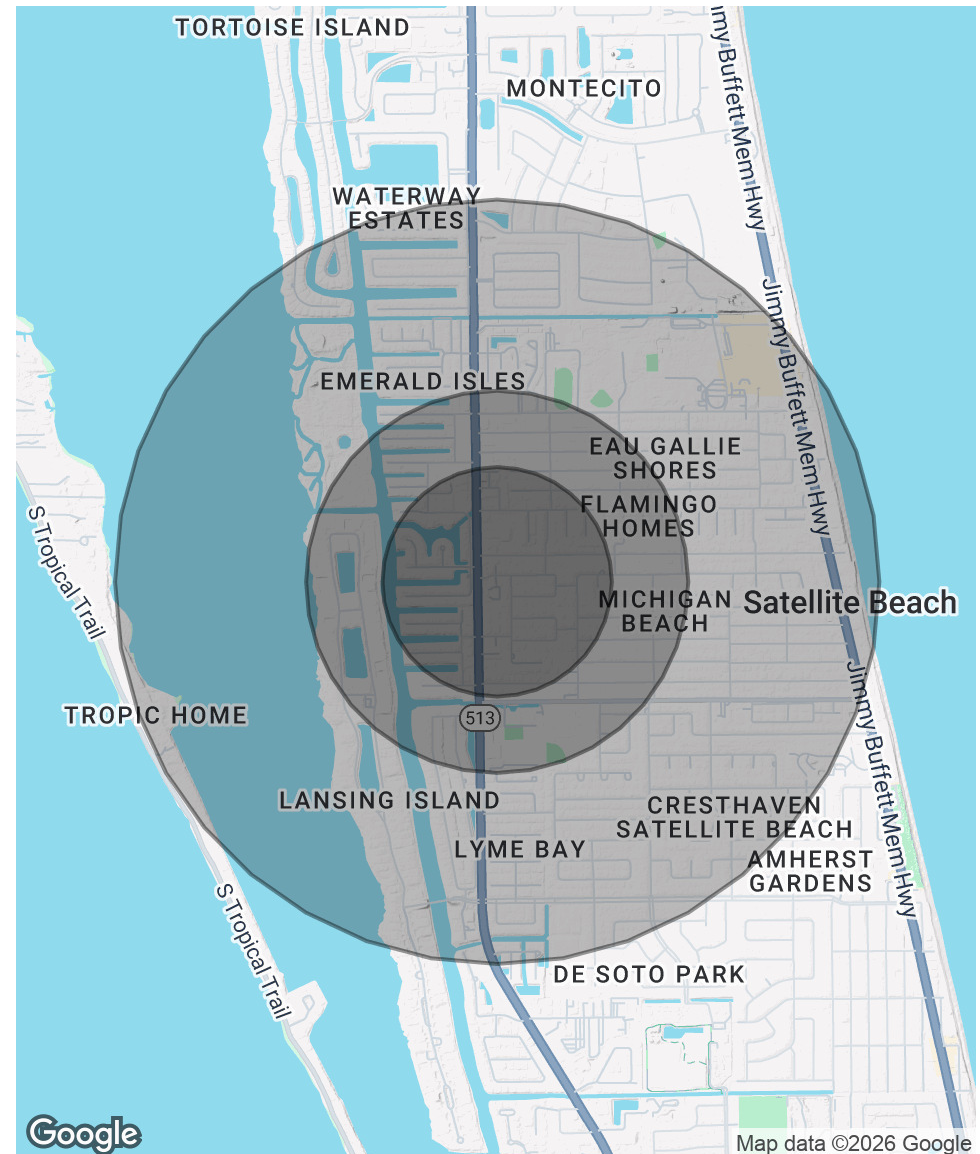 TORTOISE ISLAND
Jimmy Buffett Mem Hwy
MONTECITO
WATERWAY
ESTATES
Jimmy Buffett Mem Hwy
EMERALD ISLES
EAU GALLIE
SHORES
FLAMINGO
HOMES
S Tropical Trail
MICHIGAN
BEACH
Satellite Beach
TROPIC HOME
513
Jimmy Buffett Mem Hwy
LANSING ISLAND
CRESTHAVEN
SATELLITE BEACH
LYME BAY
AMHERST
GARDENS
S Tropical Trail
DE SOTO PARK
Google
Map data ©2026 Google